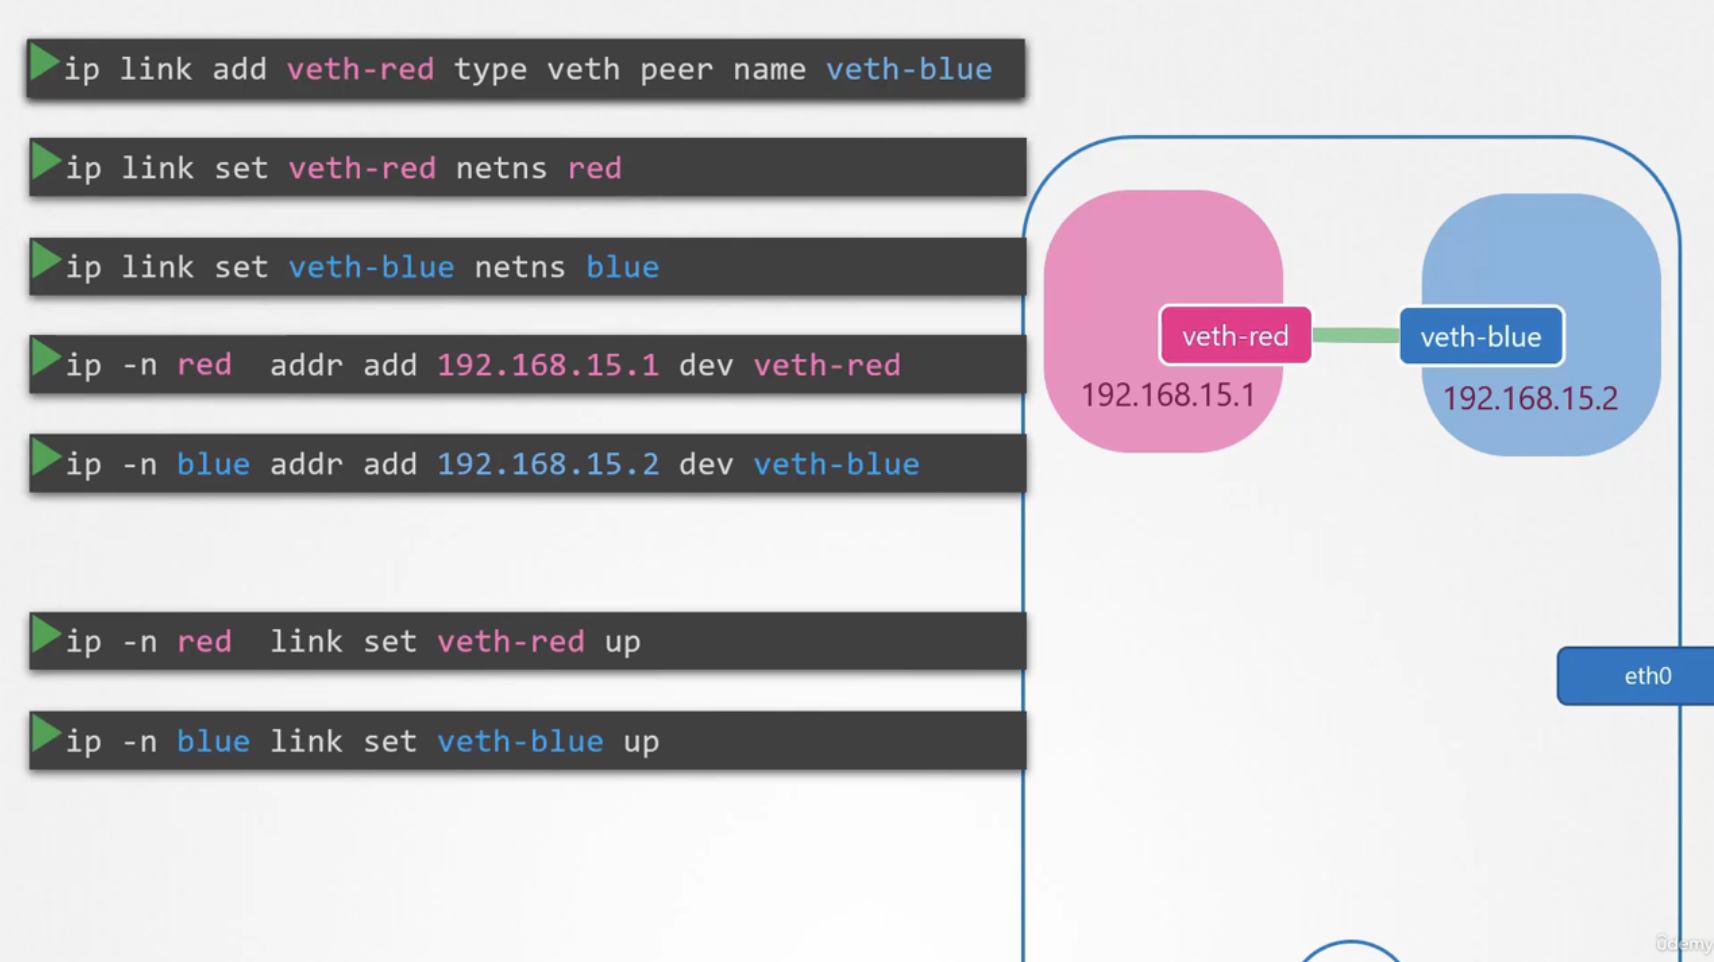 ip link add veth-red type veth peer name veth-blue
ip link set veth-red netns red
ip link set veth-blue netns blue
ip -n red  addr add 192.168.15.1 dev veth-red
ip -n blue addr add 192.168.15.2 dev veth-blue
ip -n red  link set veth-red up
ip -n blue link set veth-blue up
veth-red
veth-blue
192.168.15.1
192.168.15.2
eth0
ûdemy